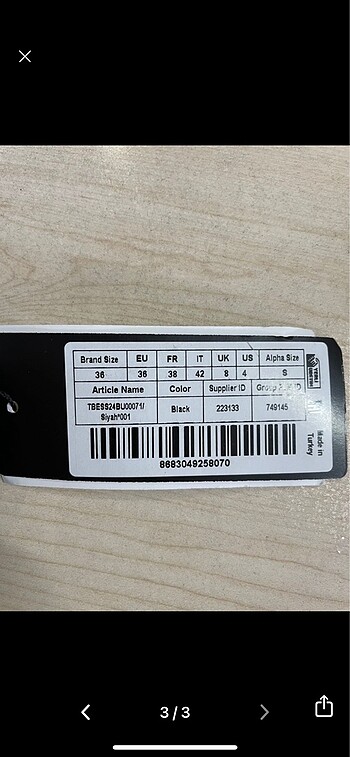 Brand Size EU FR IT UK US Alpha Size
36 36 38 42 8 4 S
Article Name Color Supplier ID
TBESS24BU00071/ Black 223133 749145
Siyah*001
8683049258070
Made in
Turkey
3/3